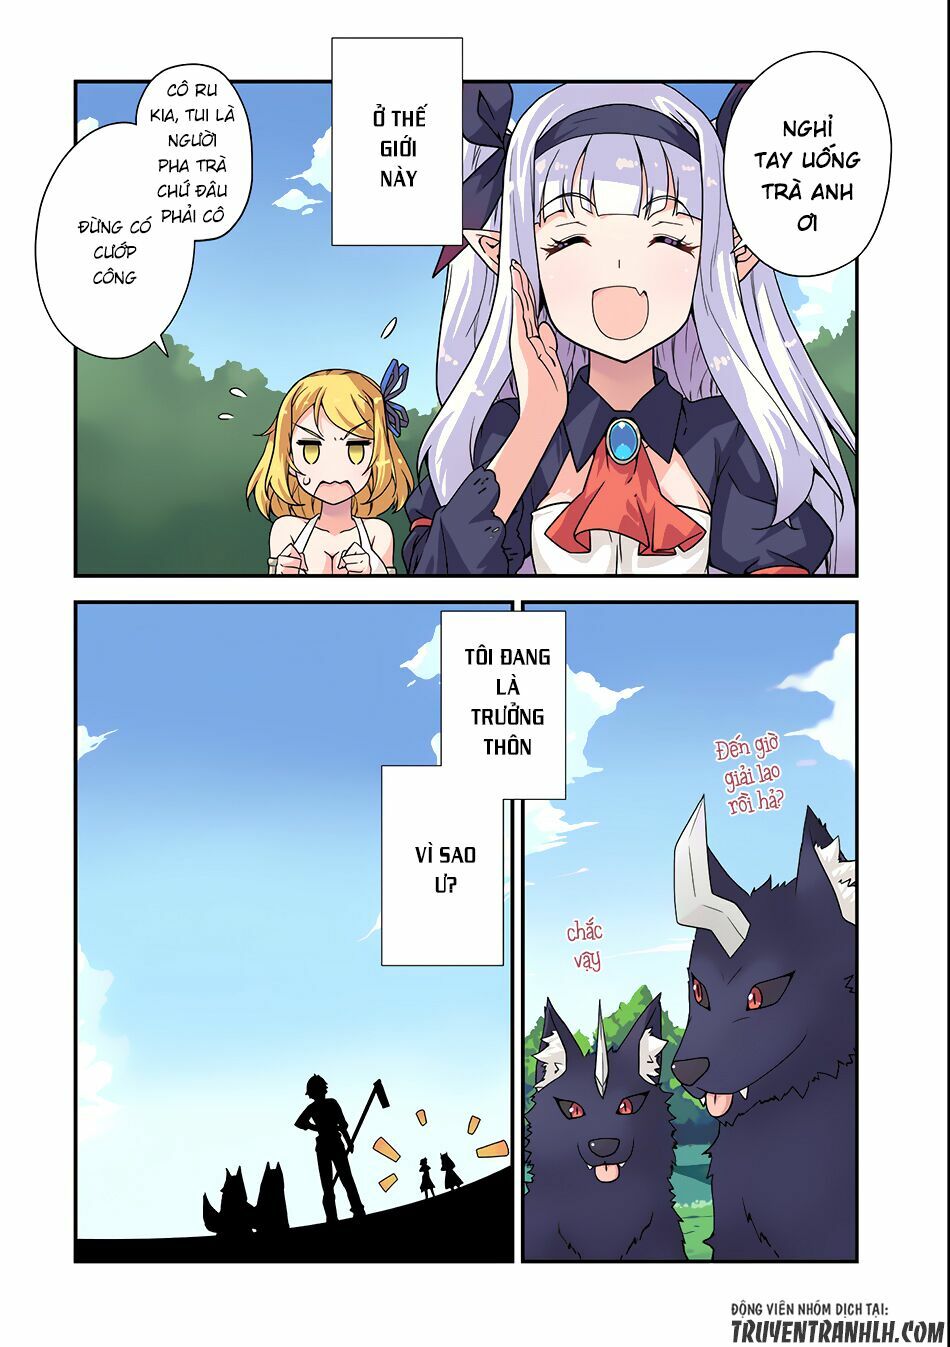 NGHỈ
TAY UỐNG
TRÀ ANH
ƠI
Ở THẾ
GIỚI
NÀY
CÔ RU
KIA, TUI LÀ
NGƯỜI
PHA TRÀ
CHỨ ĐÂU
PHẢI CÔ
ĐỪNG CÓ
CƯỚP
CÔNG
Đến giờ
giải lao
rồi hả?
chắc
vậy
TÔI ĐANG
LÀ
TRƯỞNG
THÔN
VÌ SAO
Ư?
ĐỘNG VIÊN NHÓM DỊCH TẠI:
TRUYENTRANHLH.COM